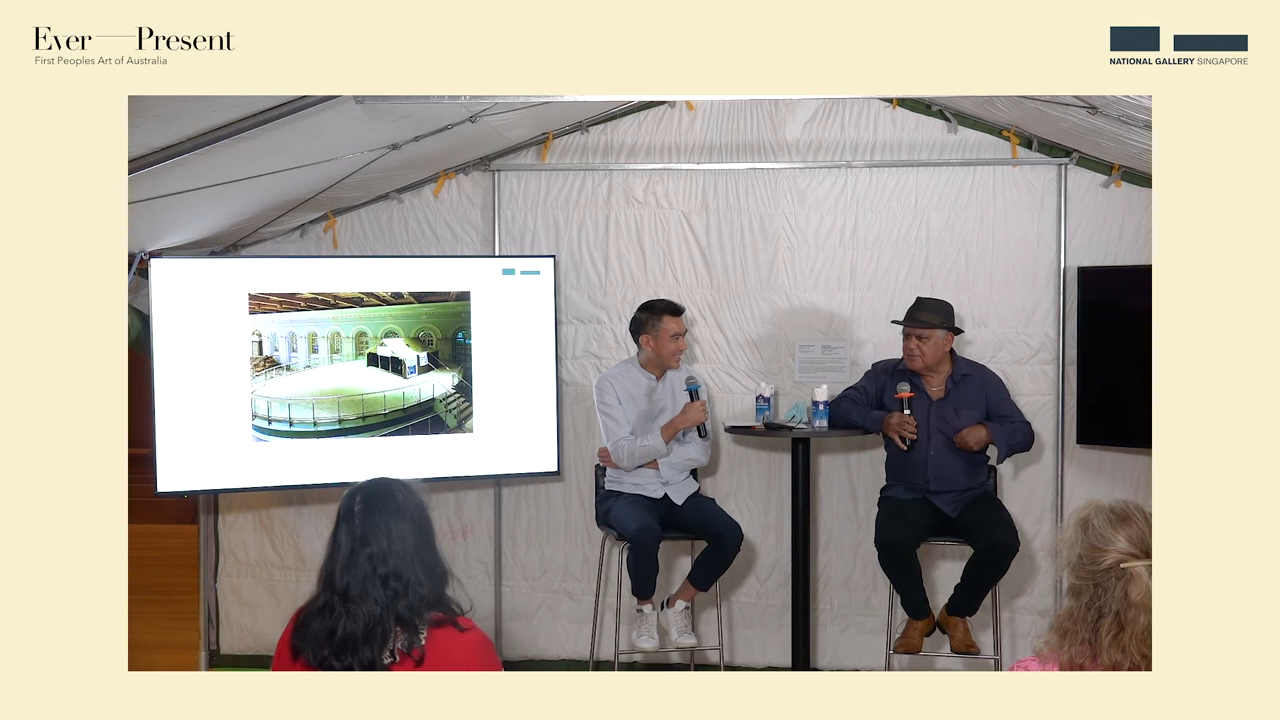 Ever — Present
First Peoples Art of Australia
NATIONAL GALLERY SINGAPORE